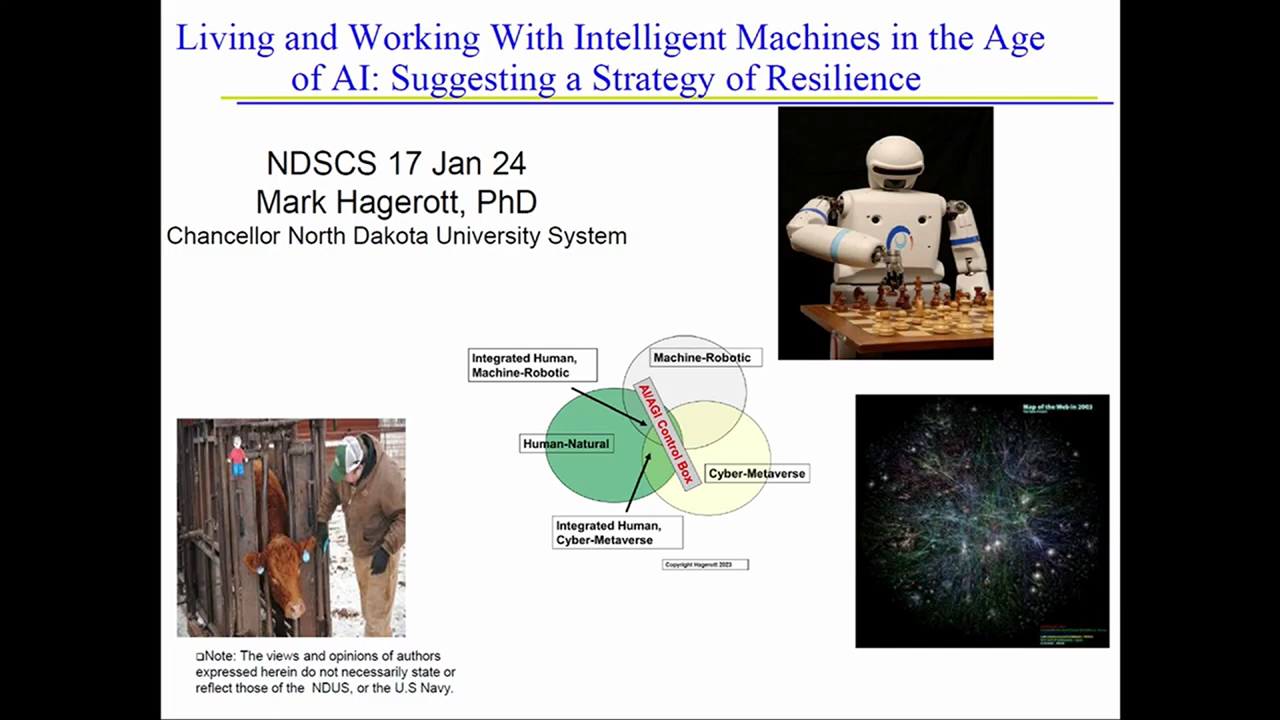 Living and Working With Intelligent Machines in the Age
of AI: Suggesting a Strategy of Resilience
NDSCS 17 Jan 24
Mark Hagerott, PhD
Chancellor North Dakota University System
Integrated Human,
Machine-Robotic
Machine-Robotic
AI/AGI Control Box
Human-Natural
Cyber-Metaverse
Integrated Human,
Cyber-Metaverse
Copyright Hagerott 2023
Map of the Web in 2003
❑Note: The views and opinions of authors
expressed herein do not necessarily state or
reflect those of the NDUS, or the U.S Navy.